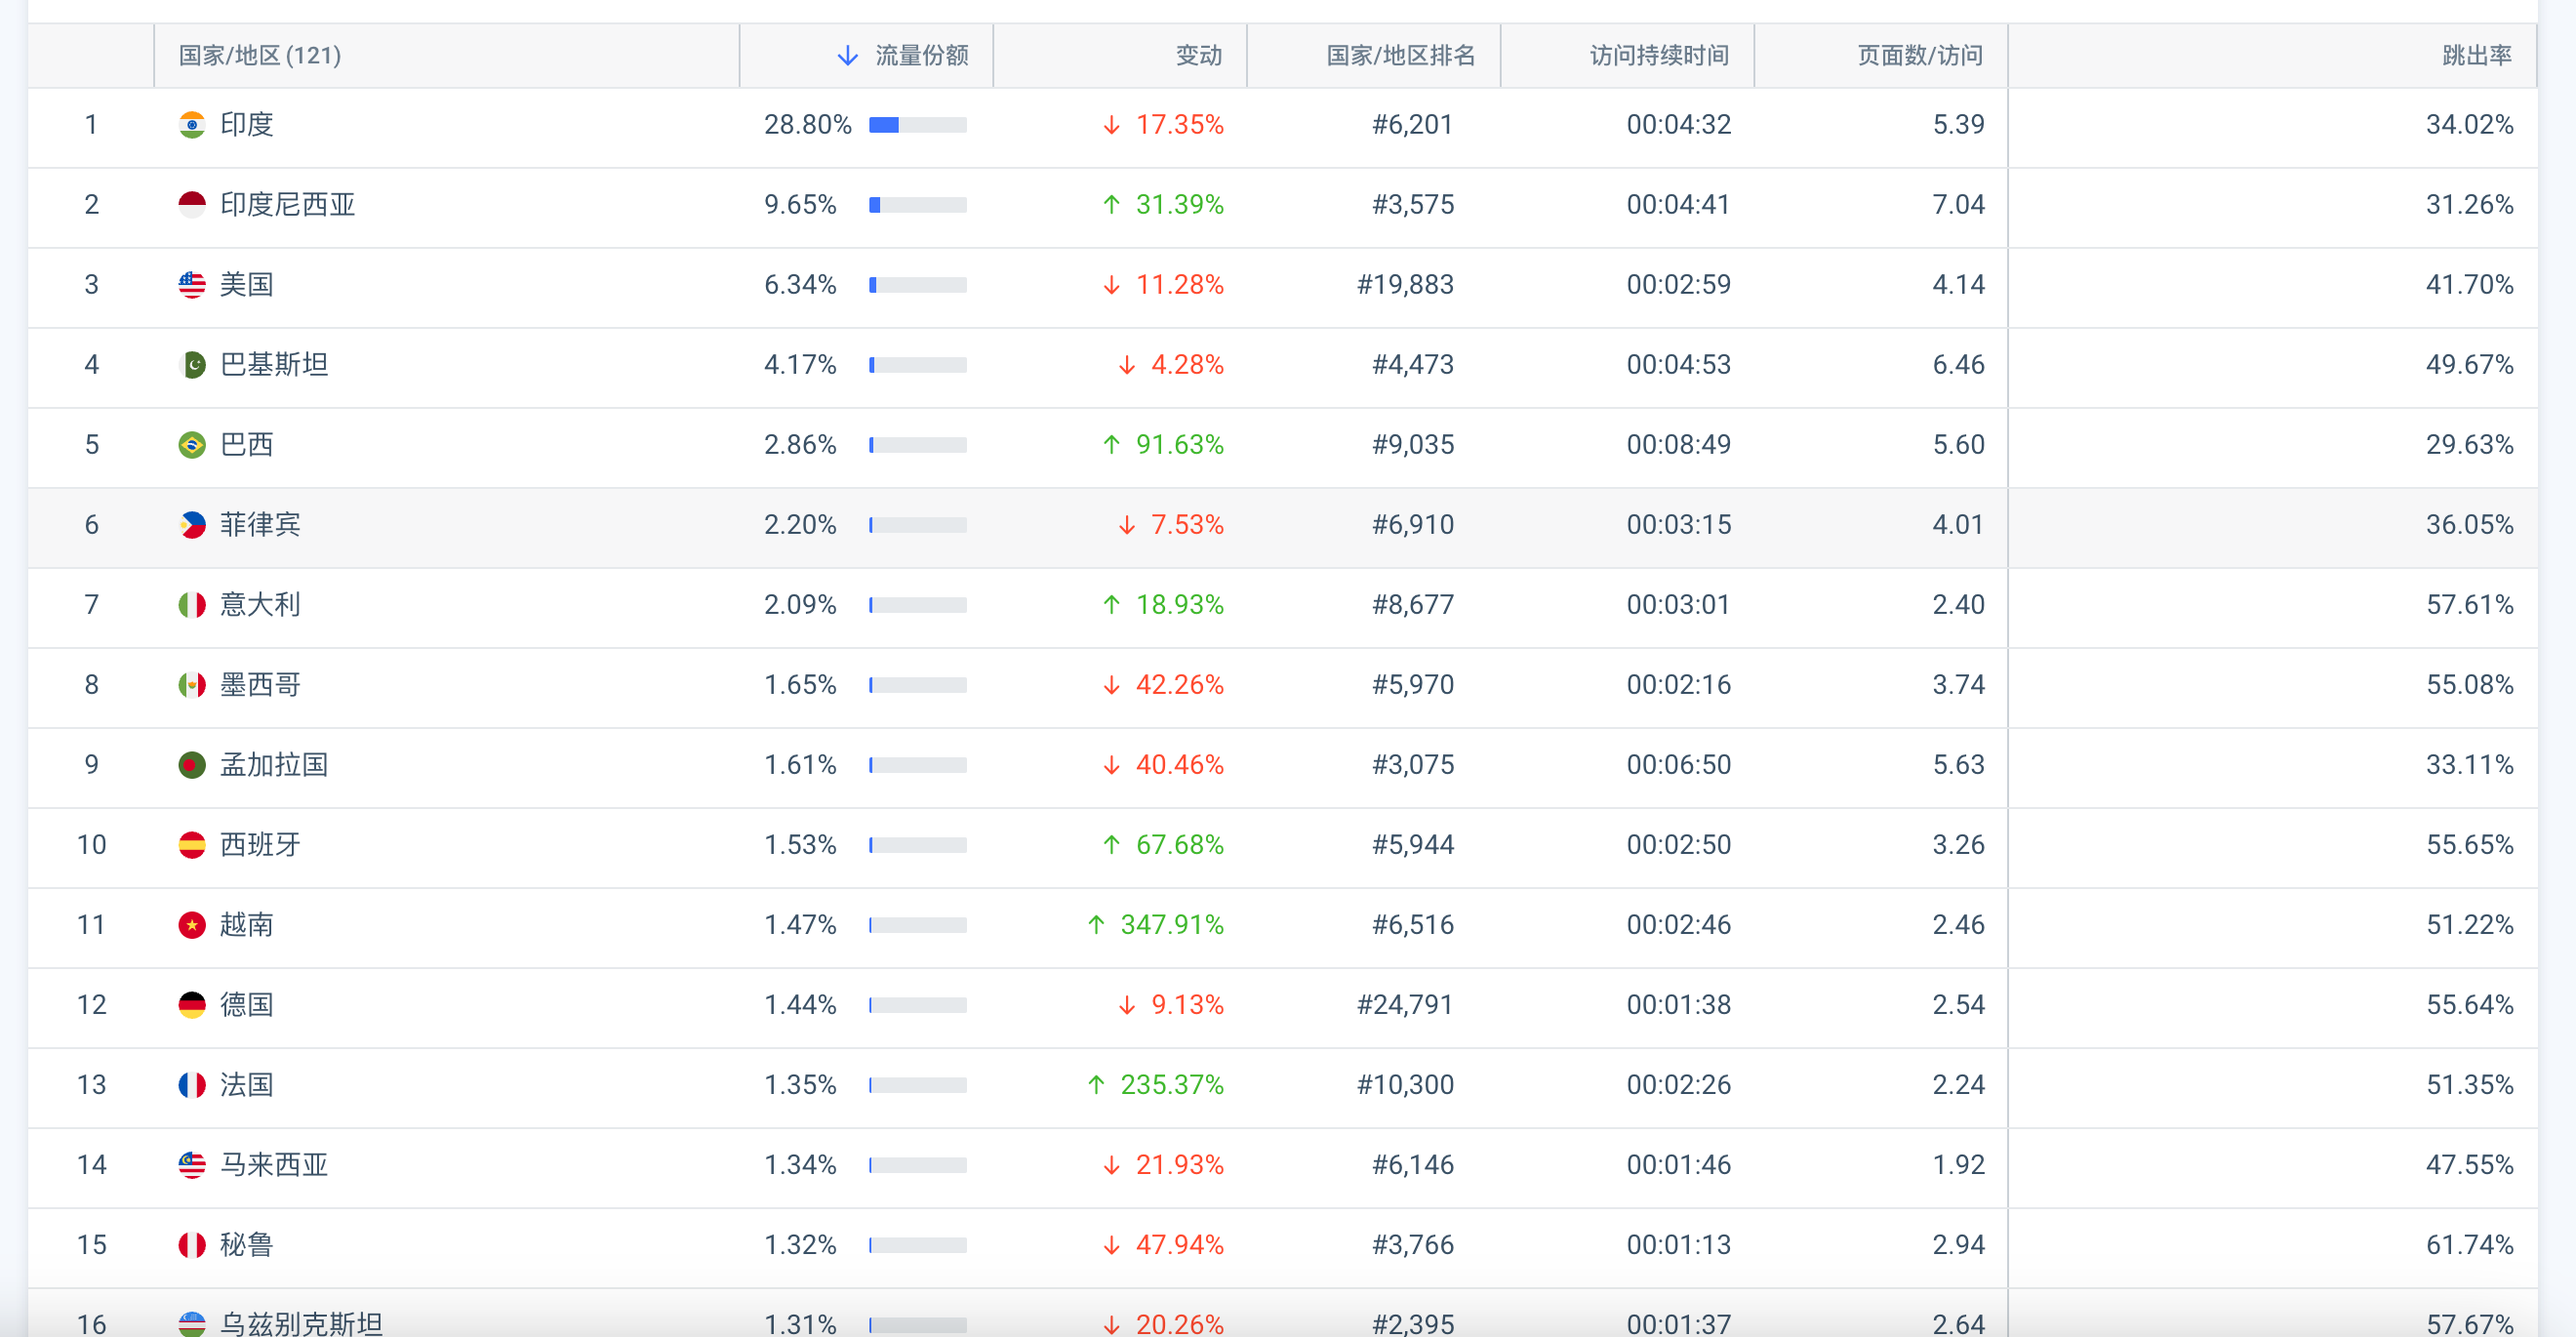 国家/地区 (121) ↓ 流量份额 变动 国家/地区排名 访问持续时间 页面数/访问 跳出率
1 印度 28.80% ↓ 17.35% #6,201 00:04:32 5.39 34.02%
2 印度尼西亚 9.65% ↑ 31.39% #3,575 00:04:41 7.04 31.26%
3 美国 6.34% ↓ 11.28% #19,883 00:02:59 4.14 41.70%
4 巴基斯坦 4.17% ↓ 4.28% #4,473 00:04:53 6.46 49.67%
5 巴西 2.86% ↑ 91.63% #9,035 00:08:49 5.60 29.63%
6 菲律宾 2.20% ↓ 7.53% #6,910 00:03:15 4.01 36.05%
7 意大利 2.09% ↑ 18.93% #8,677 00:03:01 2.40 57.61%
8 墨西哥 1.65% ↓ 42.26% #5,970 00:02:16 3.74 55.08%
9 孟加拉国 1.61% ↓ 40.46% #3,075 00:06:50 5.63 33.11%
10 西班牙 1.53% ↑ 67.68% #5,944 00:02:50 3.26 55.65%
11 越南 1.47% ↑ 347.91% #6,516 00:02:46 2.46 51.22%
12 德国 1.44% ↓ 9.13% #24,791 00:01:38 2.54 55.64%
13 法国 1.35% ↑ 235.37% #10,300 00:02:26 2.24 51.35%
14 马来西亚 1.34% ↓ 21.93% #6,146 00:01:46 1.92 47.55%
15 秘鲁 1.32% ↓ 47.94% #3,766 00:01:13 2.94 61.74%
16 乌兹别克斯坦 1.31% ↓ 20.26% #2,395 00:01:37 2.64 57.67%